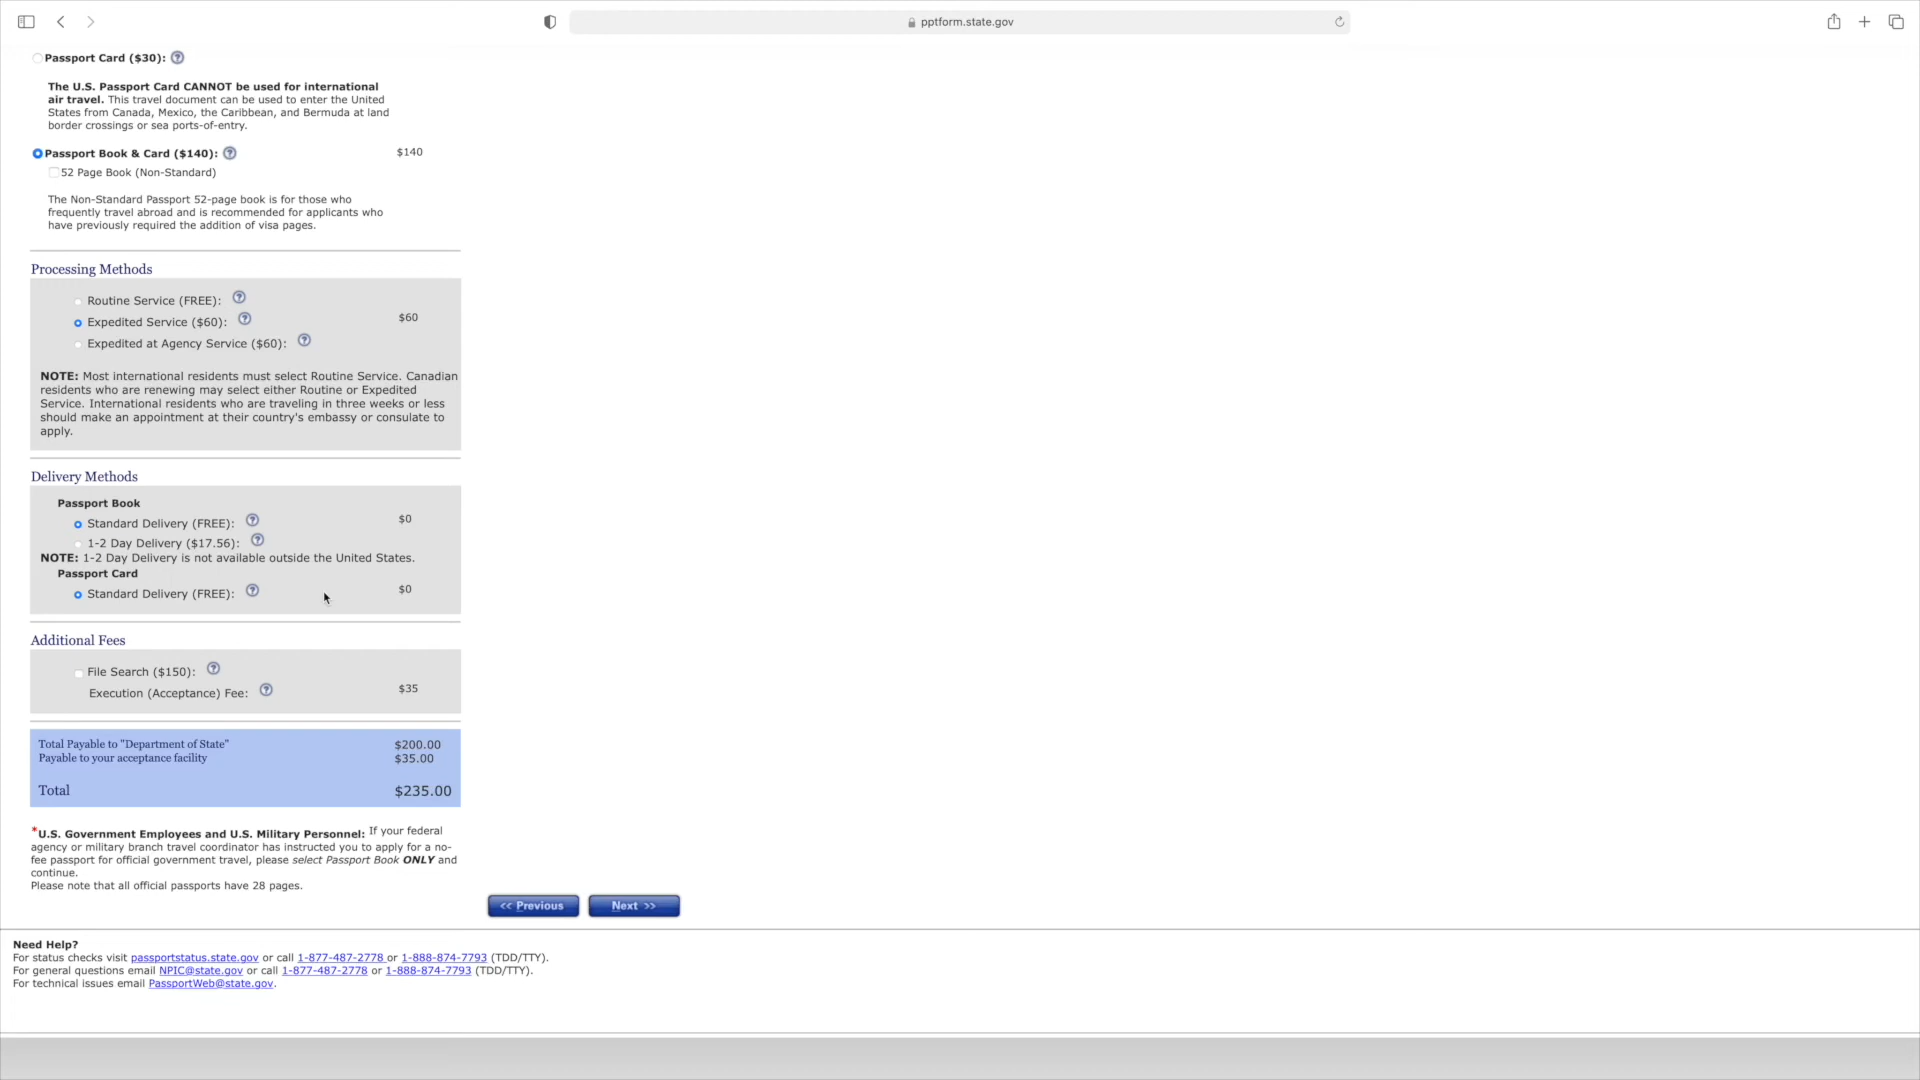 pptform.state.gov
Passport Card ($30):
The U.S. Passport Card CANNOT be used for international
air travel. This travel document can be used to enter the United
States from Canada, Mexico, the Caribbean, and Bermuda at land
border crossings or sea ports-of-entry.
Passport Book & Card ($140): $140
52 Page Book (Non-Standard)
The Non-Standard Passport 52-page book is for those who
frequently travel abroad and is recommended for applicants who
have previously required the addition of visa pages.
Processing Methods
Routine Service (FREE):
Expedited Service ($60): $60
Expedited at Agency Service ($60):
NOTE: Most international residents must select Routine Service. Canadian
residents who are renewing may select either Routine or Expedited
Service. International residents who are traveling in three weeks or less
should make an appointment at their country's embassy or consulate to
apply.
Delivery Methods
Passport Book
Standard Delivery (FREE): $0
1-2 Day Delivery ($17.56):
NOTE: 1-2 Day Delivery is not available outside the United States.
Passport Card
Standard Delivery (FREE): $0
Additional Fees
File Search ($150):
Execution (Acceptance) Fee: $35
Total Payable to "Department of State" $200.00
Payable to your acceptance facility $35.00
Total $235.00
*U.S. Government Employees and U.S. Military Personnel: If your federal
agency or military branch travel coordinator has instructed you to apply for a no-
fee passport for official government travel, please select Passport Book ONLY and
continue.
Please note that all official passports have 28 pages.
<< Previous Next >>
Need Help?
For status checks visit passportstatus.state.gov or call 1-877-487-2778 or 1-888-874-7793 (TDD/TTY).
For general questions email NPIC@state.gov or call 1-877-487-2778 or 1-888-874-7793 (TDD/TTY).
For technical issues email PassportWeb@state.gov.